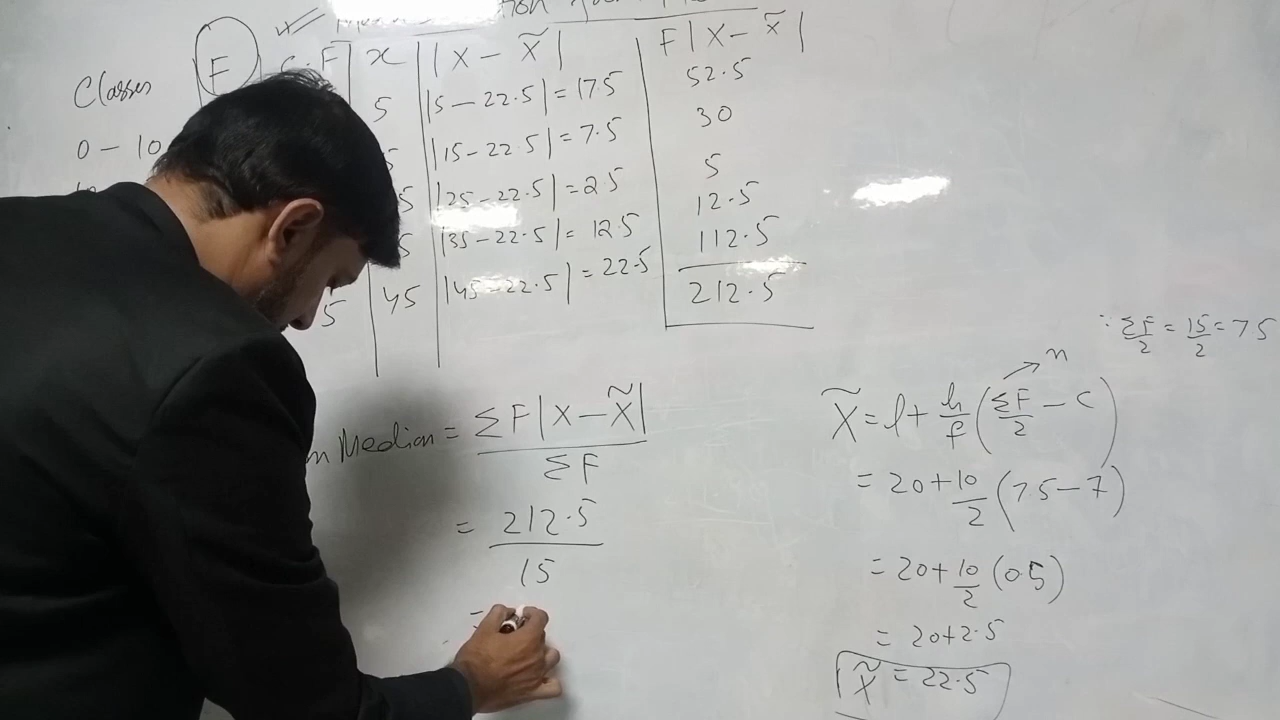 Classes F C.F x |X - X̃| F|X - X̃|
0 - 10 5 |5 - 22.5| = 17.5 52.5
|15 - 22.5| = 7.5 30
|25 - 22.5| = 2.5 5
|35 - 22.5| = 12.5 12.5
5 45 |45 - 22.5| = 22.5 112.5
212.5
Median = ΣF|X - X̃| / ΣF
= 212.5 / 15
=
∵ ΣF/2 = 15/2 = 7.5
n
X̃ = l + h/f (ΣF/2 - C)
= 20 + 10/2 (7.5 - 7)
= 20 + 10/2 (0.5)
= 20 + 2.5
X̃ = 22.5